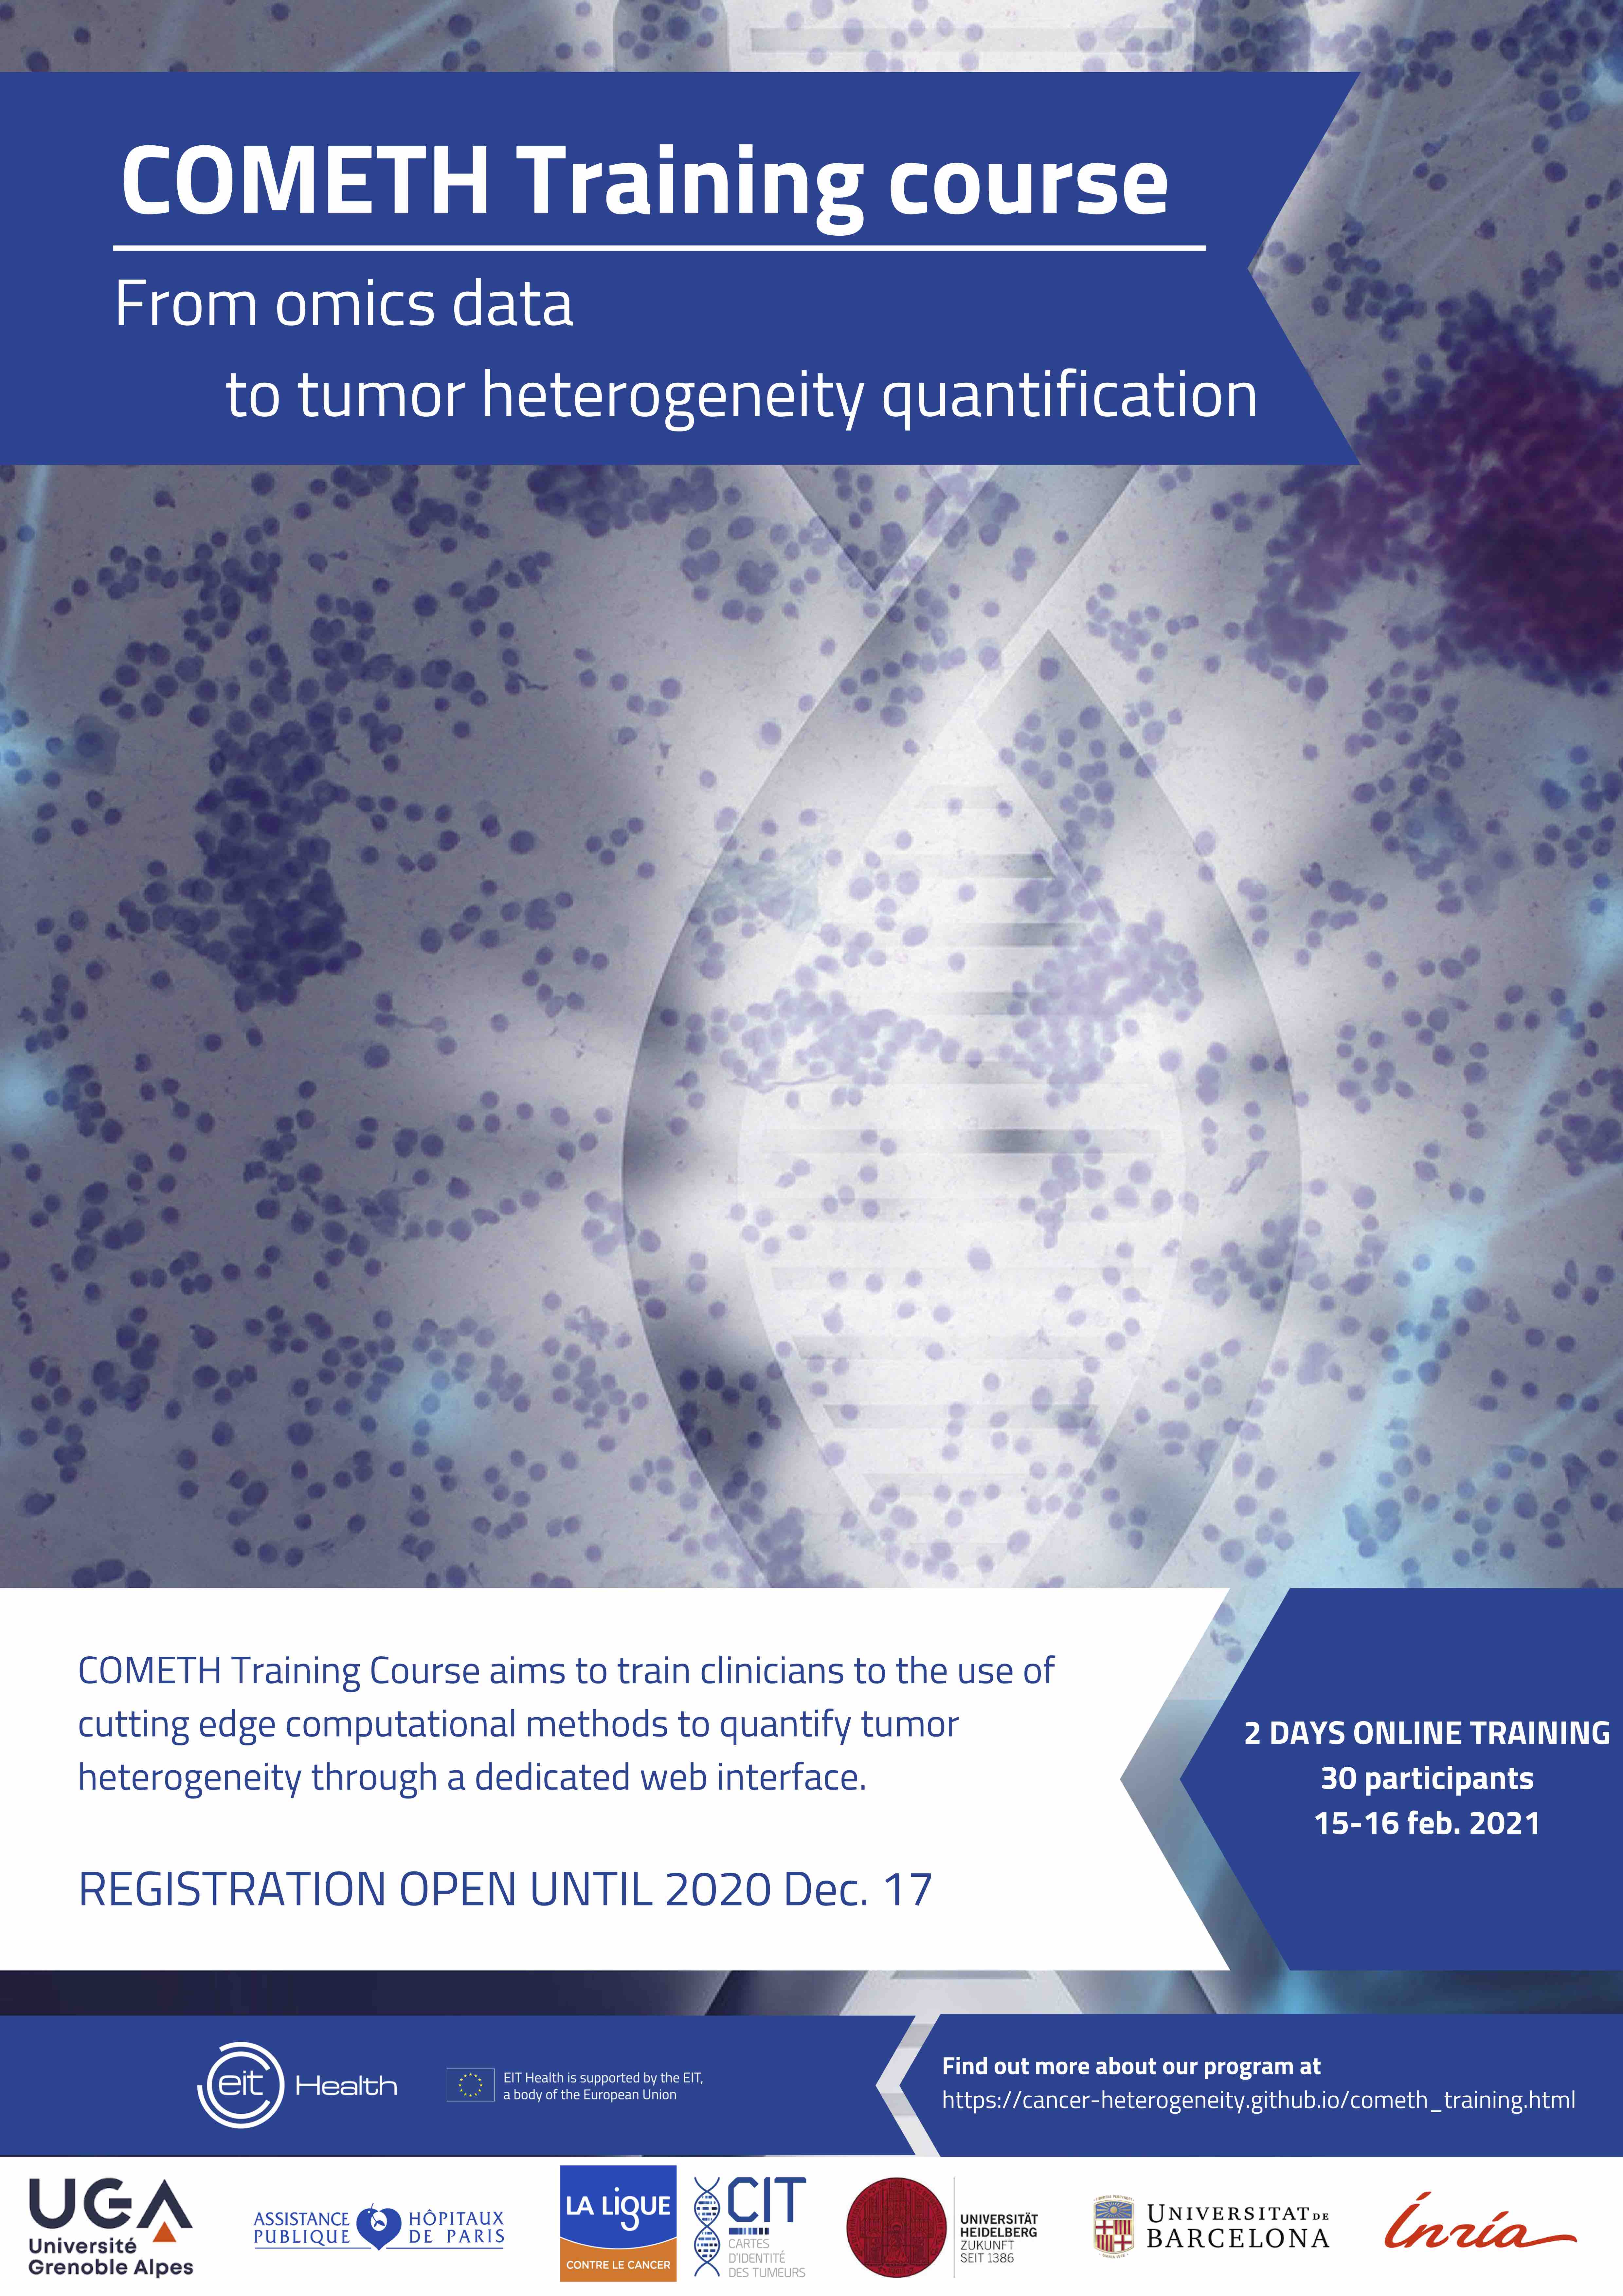 COMETH Training course
From omics data
to tumor heterogeneity quantification
COMETH Training Course aims to train clinicians to the use of
cutting edge computational methods to quantify tumor
heterogeneity through a dedicated web interface.
REGISTRATION OPEN UNTIL 2020 Dec. 17
2 DAYS ONLINE TRAINING
30 participants
15-16 feb. 2021
eit Health
EIT Health is supported by the EIT,
a body of the European Union
Find out more about our program at
https://cancer-heterogeneity.github.io/cometh_training.html
UGA
Université
Grenoble Alpes
ASSISTANCE HÔPITAUX
PUBLIQUE DE PARIS
LA LIGUE
CONTRE LE CANCER
CIT
CARTES
D'IDENTITÉ
DES TUMEURS
UNIVERSITÄT
HEIDELBERG
ZUKUNFT
SEIT 1386
UNIVERSITAT DE
BARCELONA
Inria